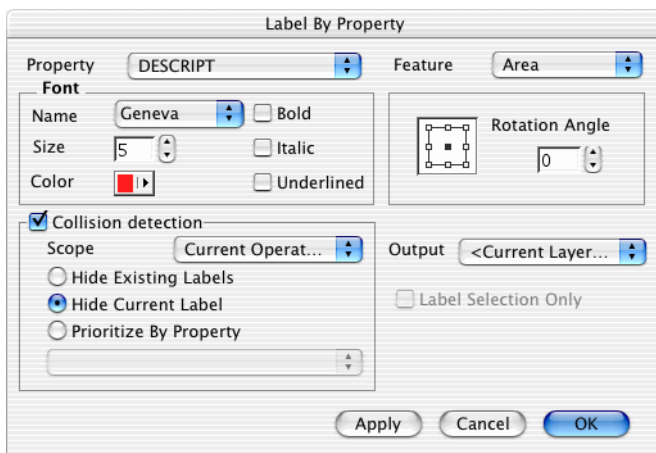 Label By Property
Property DESCRIPT Feature Area
Font
Name Geneva Bold
Size 5 Italic
Color Underlined
Rotation Angle
0
Collision detection
Scope Current Operat...
Hide Existing Labels
Hide Current Label
Prioritize By Property
Output <Current Layer...
Label Selection Only
Apply Cancel OK